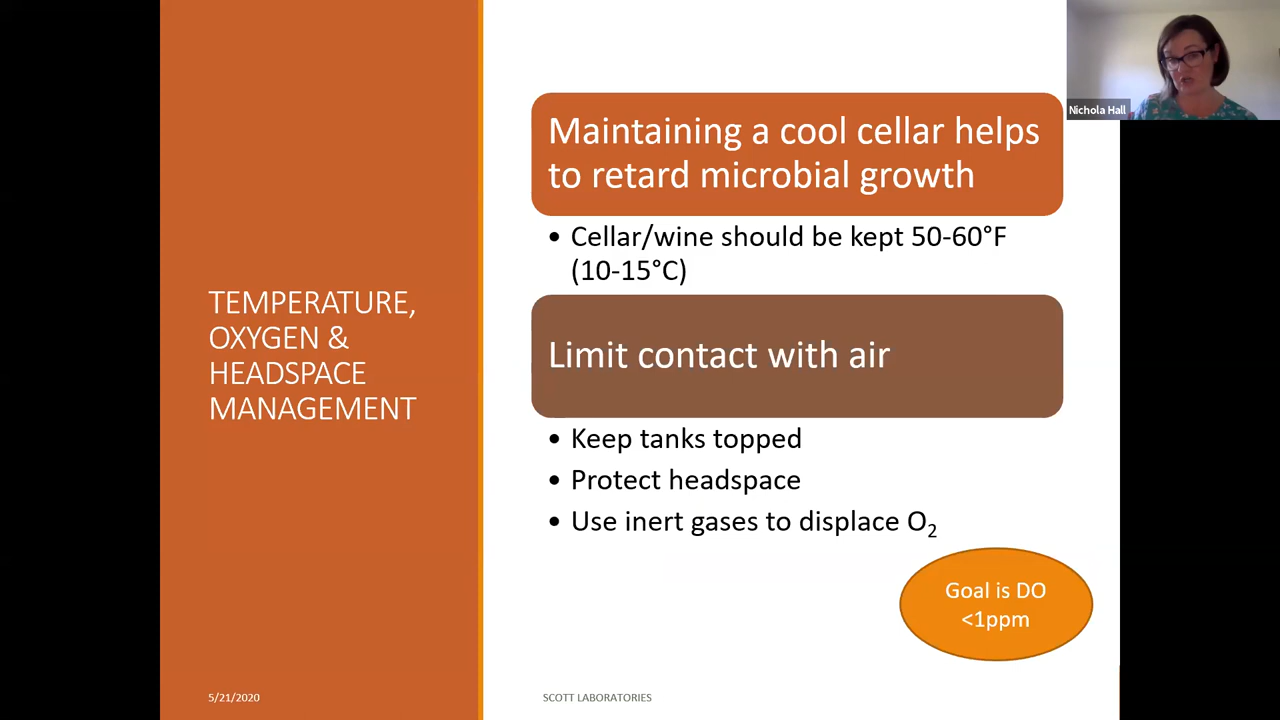 TEMPERATURE,
OXYGEN &
HEADSPACE
MANAGEMENT
Maintaining a cool cellar helps
to retard microbial growth
• Cellar/wine should be kept 50-60°F
(10-15°C)
Limit contact with air
• Keep tanks topped
• Protect headspace
• Use inert gases to displace O₂
Goal is DO
<1ppm
5/21/2020
SCOTT LABORATORIES
Nichola Hall